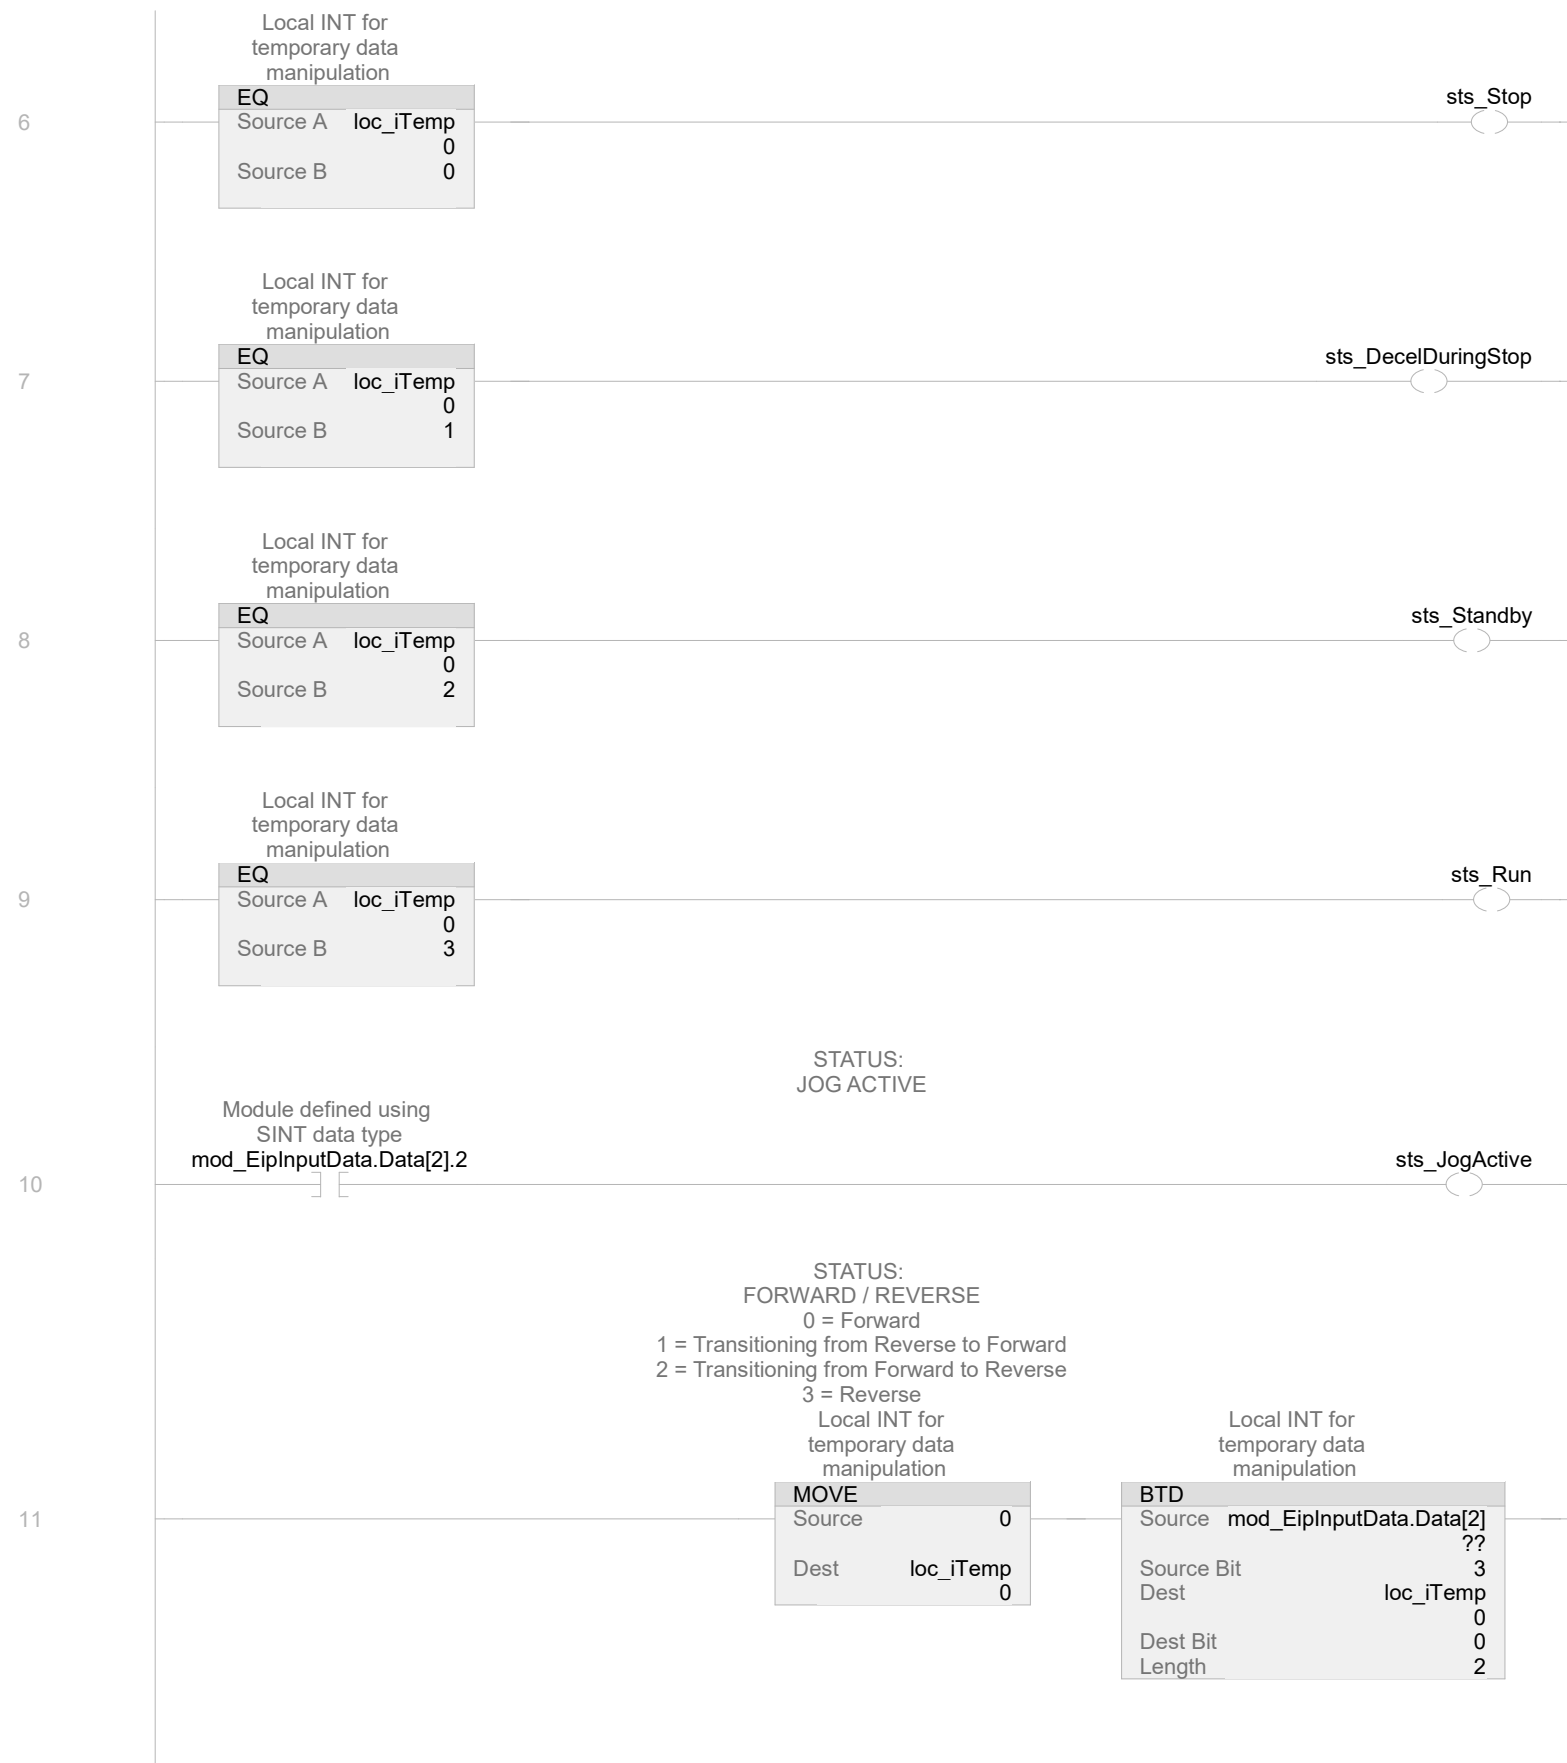 Local INT for
temporary data
manipulation
EQ
6
Source A loc_iTemp
0
Source B 0
sts_Stop
Local INT for
temporary data
manipulation
EQ
7
Source A loc_iTemp
0
Source B 1
sts_DecelDuringStop
Local INT for
temporary data
manipulation
EQ
8
Source A loc_iTemp
0
Source B 2
sts_Standby
Local INT for
temporary data
manipulation
EQ
9
Source A loc_iTemp
0
Source B 3
sts_Run
STATUS:
JOG ACTIVE
Module defined using
SINT data type
mod_EipInputData.Data[2].2
sts_JogActive
10
STATUS:
FORWARD / REVERSE
0 = Forward
1 = Transitioning from Reverse to Forward
2 = Transitioning from Forward to Reverse
3 = Reverse
Local INT for
temporary data
manipulation
MOVE
Source 0
Dest loc_iTemp
0
Local INT for
temporary data
manipulation
BTD
Source mod_EipInputData.Data[2]
??
Source Bit 3
Dest loc_iTemp
0
Dest Bit 0
Length 2
11